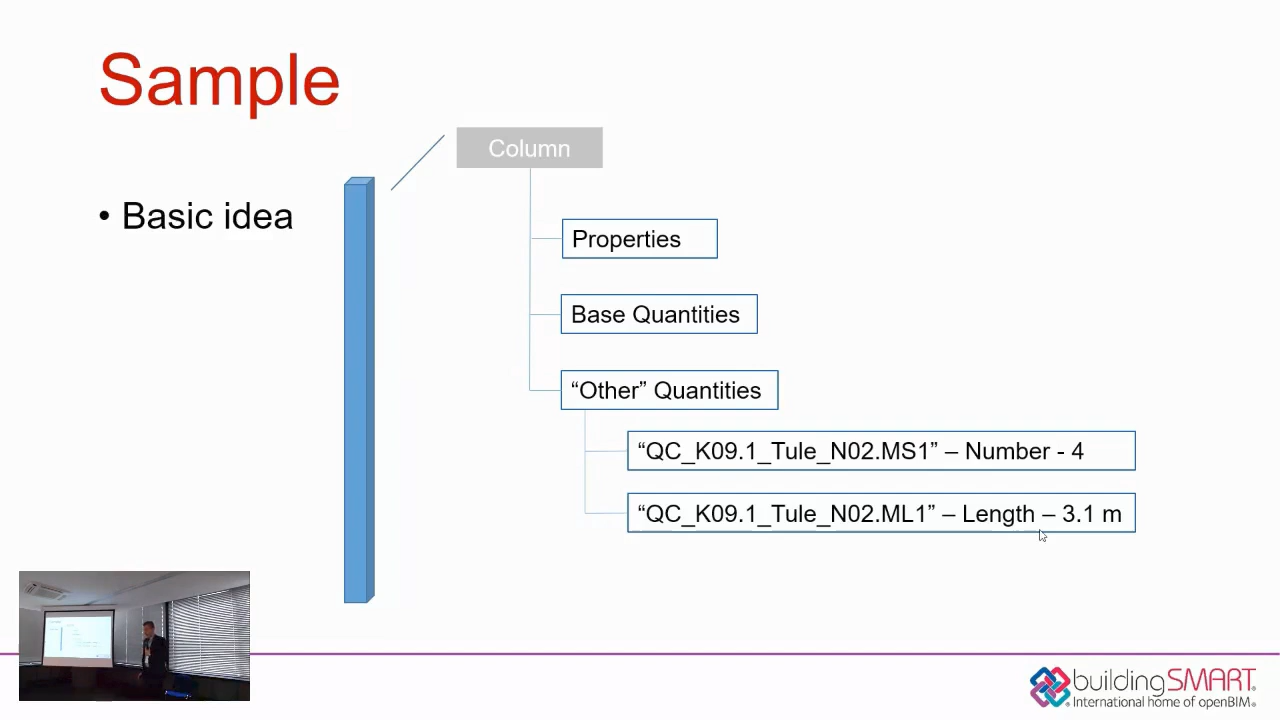 Sample
Column
• Basic idea
Properties
Base Quantities
“Other” Quantities
“QC_K09.1_Tule_N02.MS1” – Number - 4
“QC_K09.1_Tule_N02.ML1” – Length – 3.1 m
buildingSMART®
International home of openBIM®